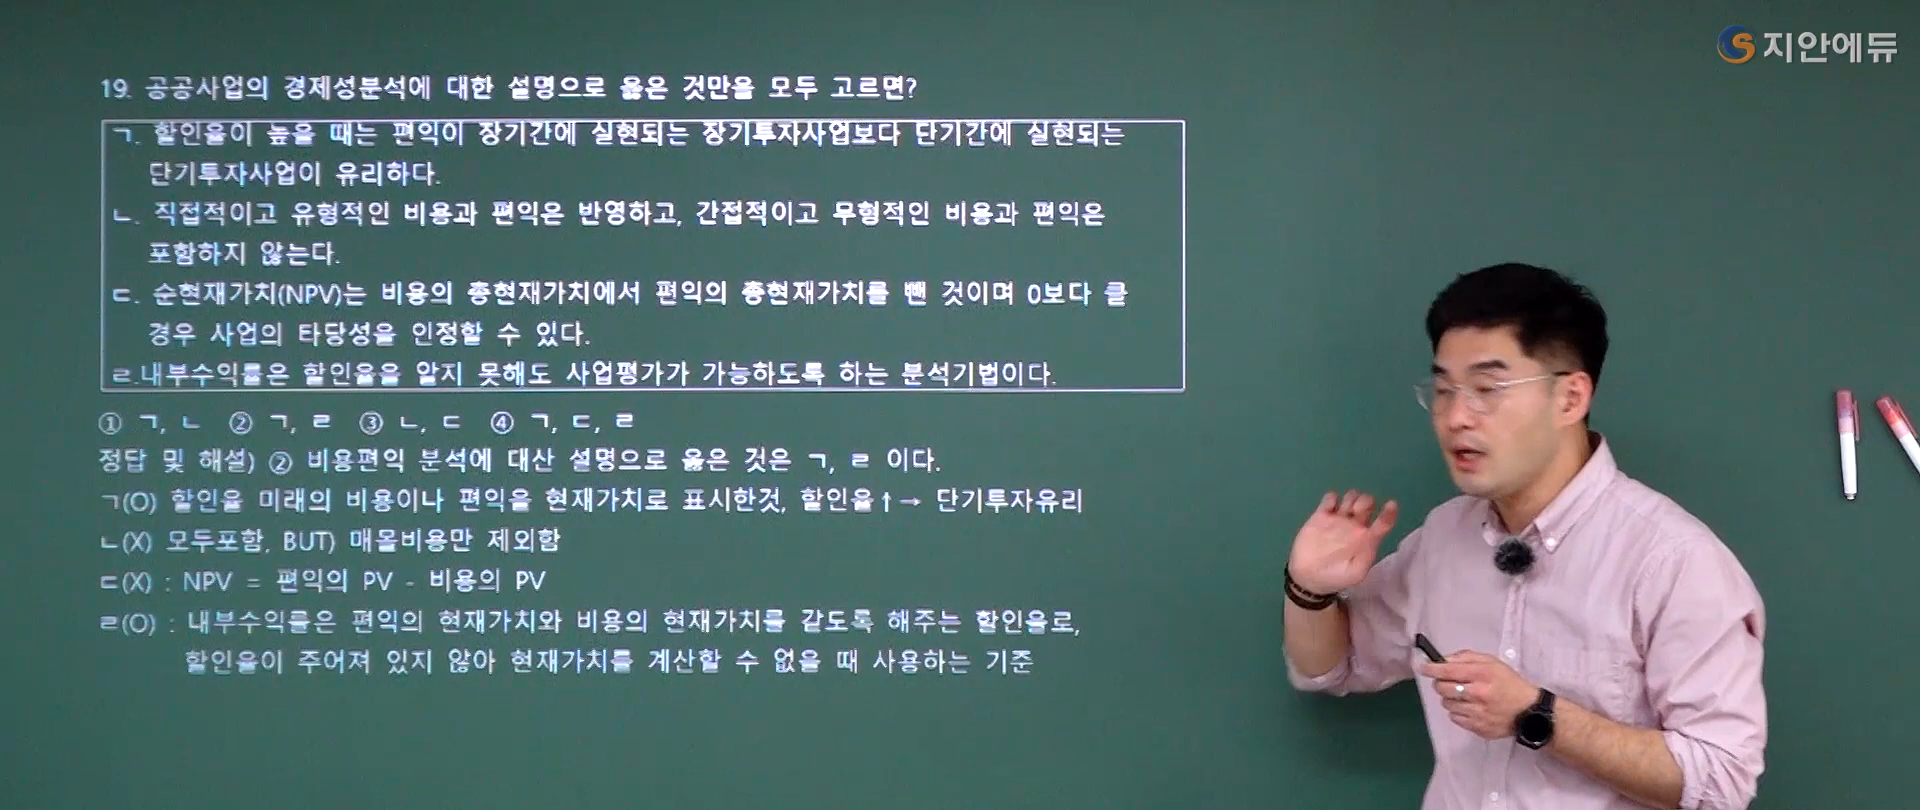 지안에듀
19. 공공사업의 경제성분석에 대한 설명으로 옳은 것만을 모두 고르면?
ㄱ. 할인율이 높을 때는 편익이 장기간에 실현되는 장기투자사업보다 단기간에 실현되는
단기투자사업이 유리하다.
ㄴ. 직접적이고 유형적인 비용과 편익은 반영하고, 간접적이고 무형적인 비용과 편익은
포함하지 않는다.
ㄷ. 순현재가치(NPV)는 비용의 총현재가치에서 편익의 총현재가치를 뺀 것이며 0보다 클
경우 사업의 타당성을 인정할 수 있다.
ㄹ.내부수익률은 할인율을 알지 못해도 사업평가가 가능하도록 하는 분석기법이다.
① ㄱ, ㄴ ② ㄱ, ㄹ ③ ㄴ, ㄷ ④ ㄱ, ㄷ, ㄹ
정답 및 해설) ② 비용편익 분석에 대산 설명으로 옳은 것은 ㄱ, ㄹ 이다.
ㄱ(O) 할인율 미래의 비용이나 편익을 현재가치로 표시한것, 할인율↑→ 단기투자유리
ㄴ(X) 모두포함, BUT) 매몰비용만 제외함
ㄷ(X) : NPV = 편익의 PV - 비용의 PV
ㄹ(O) : 내부수익률은 편익의 현재가치와 비용의 현재가치를 같도록 해주는 할인율로,
할인율이 주어져 있지 않아 현재가치를 계산할 수 없을 때 사용하는 기준